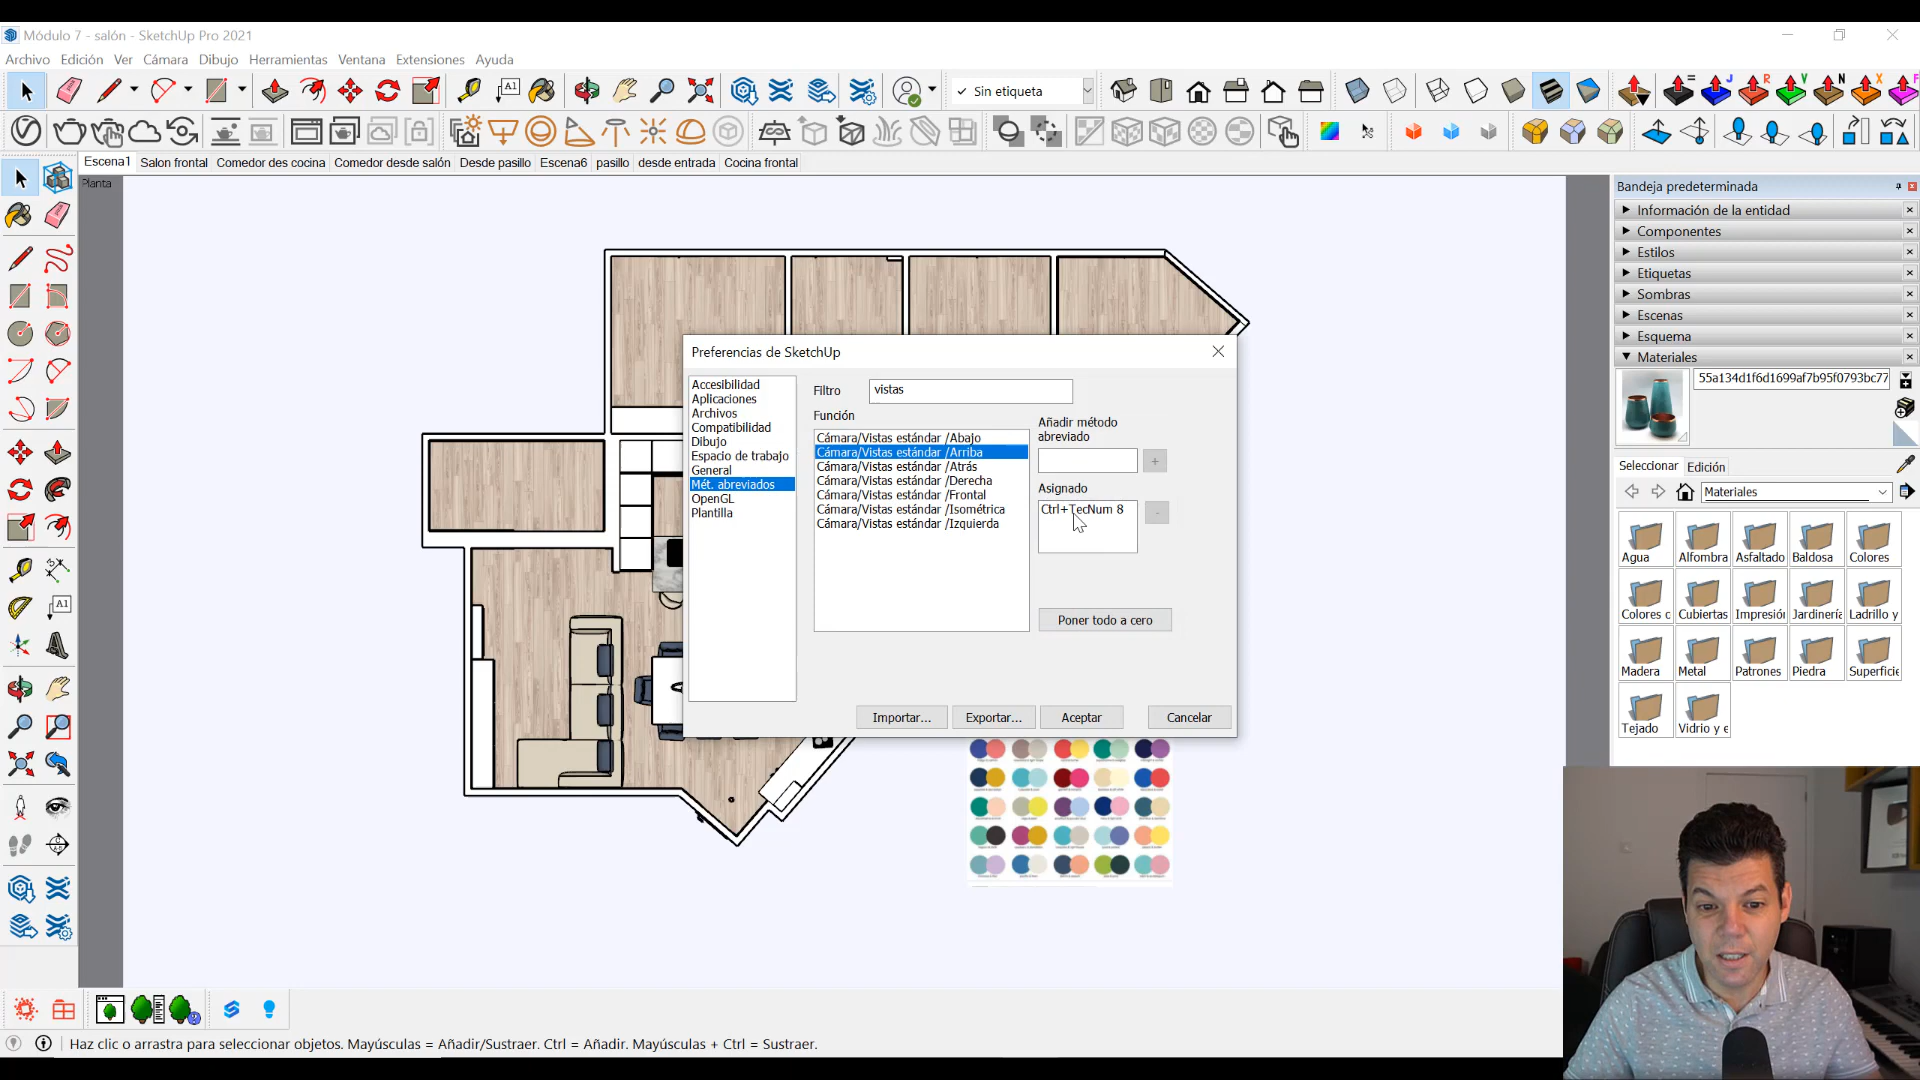 Módulo 7 - salón - SketchUp Pro 2021
Archivo Edición Ver Cámara Dibujo Herramientas Ventana Extensiones Ayuda
A1 ✓ Sin etiqueta = J R V N X F
Escena1 Salon frontal Comedor des cocina Comedor desde salón Desde pasillo Escena6 pasillo desde entrada Cocina frontal
Planta
Bandeja predeterminada
Información de la entidad
Componentes
Estilos
Etiquetas
Sombras
Escenas
Esquema
Materiales
55a134d1f6d1699af7b95f0793bc77
Seleccionar Edición
Materiales
Agua Alfombra Asfaltado Baldosa Colores
Colores c Cubiertas Impresión Jardinería Ladrillo y
Madera Metal Patrones Piedra Superficie
Tejado Vidrio y e
Preferencias de SketchUp
Accesibilidad
Aplicaciones
Archivos
Compatibilidad
Dibujo
Espacio de trabajo
General
Mét. abreviados
OpenGL
Plantilla
Filtro vistas
Función
Cámara/Vistas estándar /Abajo
Cámara/Vistas estándar /Arriba
Cámara/Vistas estándar /Atrás
Cámara/Vistas estándar /Derecha
Cámara/Vistas estándar /Frontal
Cámara/Vistas estándar /Isométrica
Cámara/Vistas estándar /Izquierda
Añadir método
abreviado
+
Asignado
Ctrl+TecNum 8
-
Poner todo a cero
Importar... Exportar... Aceptar Cancelar
A1
Haz clic o arrastra para seleccionar objetos. Mayúsculas = Añadir/Sustraer. Ctrl = Añadir. Mayúsculas + Ctrl = Sustraer.